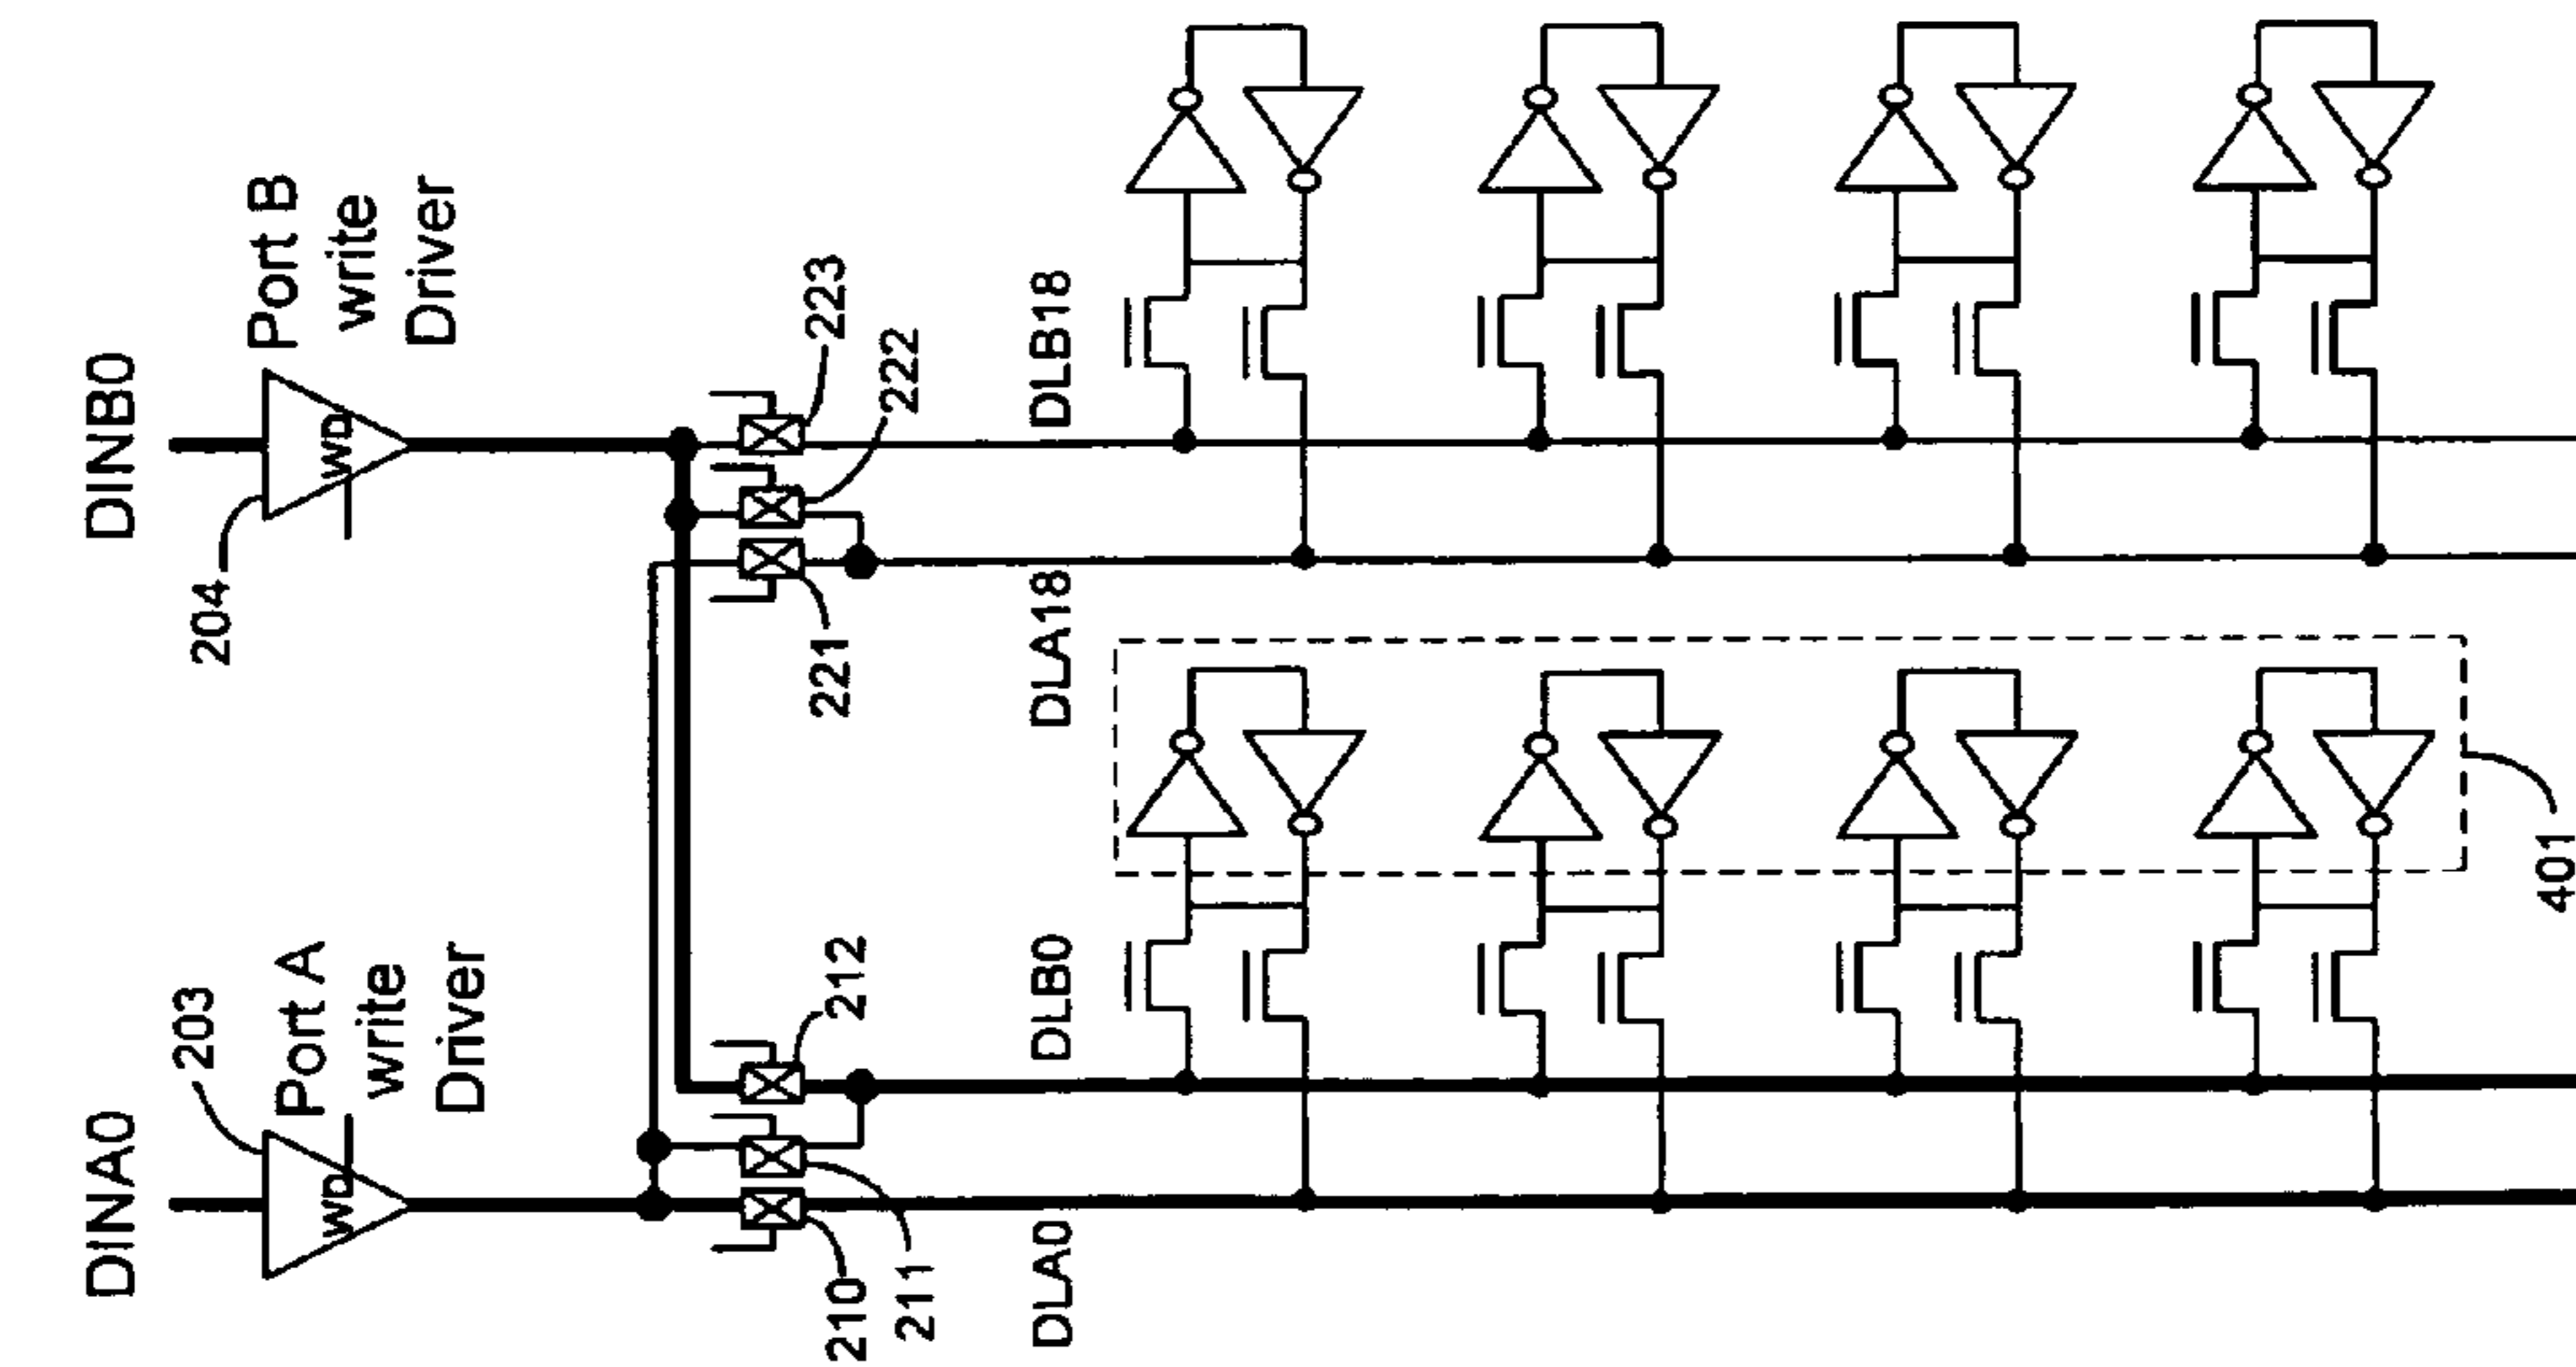 DINA0
203
Port A
write
Driver
WD
DINB0
204
Port B
write
Driver
WD
210
211
212
221
222
223
DLA0
DLB0
DLA18
DLB18
401